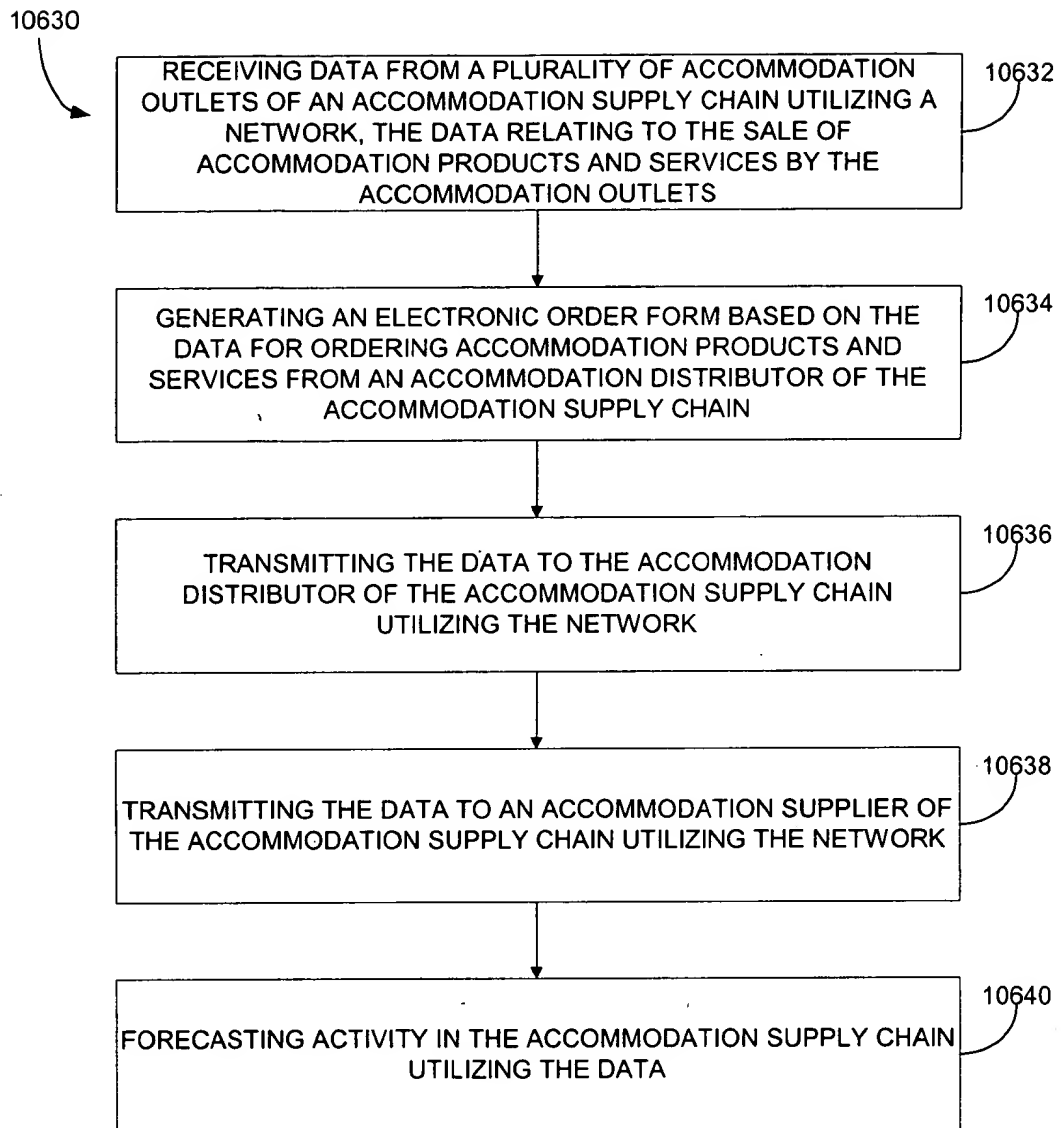 10630
RECEIVING DATA FROM A PLURALITY OF ACCOMMODATION
OUTLETS OF AN ACCOMMODATION SUPPLY CHAIN UTILIZING A
NETWORK, THE DATA RELATING TO THE SALE OF
ACCOMMODATION PRODUCTS AND SERVICES BY THE
ACCOMMODATION OUTLETS
10632
GENERATING AN ELECTRONIC ORDER FORM BASED ON THE
DATA FOR ORDERING ACCOMMODATION PRODUCTS AND
SERVICES FROM AN ACCOMMODATION DISTRIBUTOR OF THE
ACCOMMODATION SUPPLY CHAIN
10634
TRANSMITTING THE DATA TO THE ACCOMMODATION
DISTRIBUTOR OF THE ACCOMMODATION SUPPLY CHAIN
UTILIZING THE NETWORK
10636
TRANSMITTING THE DATA TO AN ACCOMMODATION SUPPLIER OF
THE ACCOMMODATION SUPPLY CHAIN UTILIZING THE NETWORK
10638
FORECASTING ACTIVITY IN THE ACCOMMODATION SUPPLY CHAIN
UTILIZING THE DATA
10640